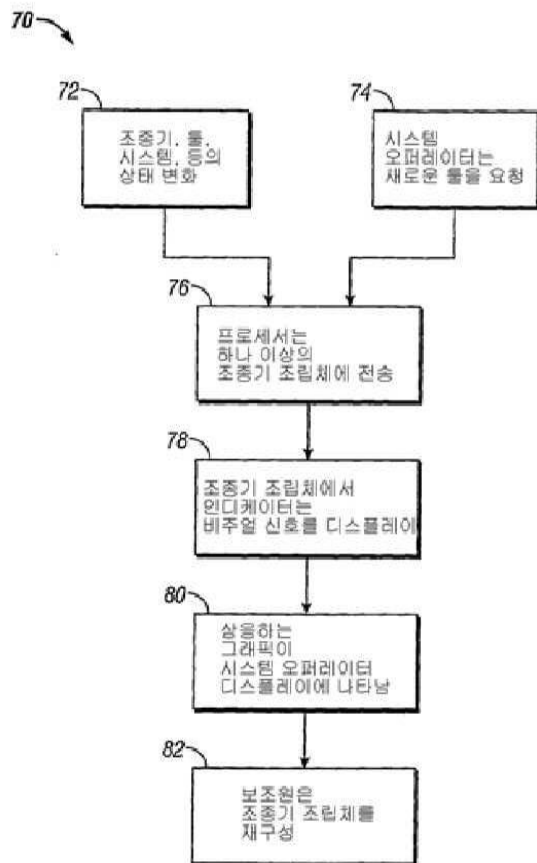 70
72
조종기, 툴,
시스템, 등의
상태 변화
74
시스템
오퍼레이터는
새로운 툴을 요청
76
프로세서는
하나 이상의
조종기 조립체에 전송
78
조종기 조립체에서
인디케이터는
비주얼 신호를 디스플레이
80
상응하는
그래픽이
시스템 오퍼레이터
디스플레이에 나타남
82
보조원은
조종기 조립체를
재구성